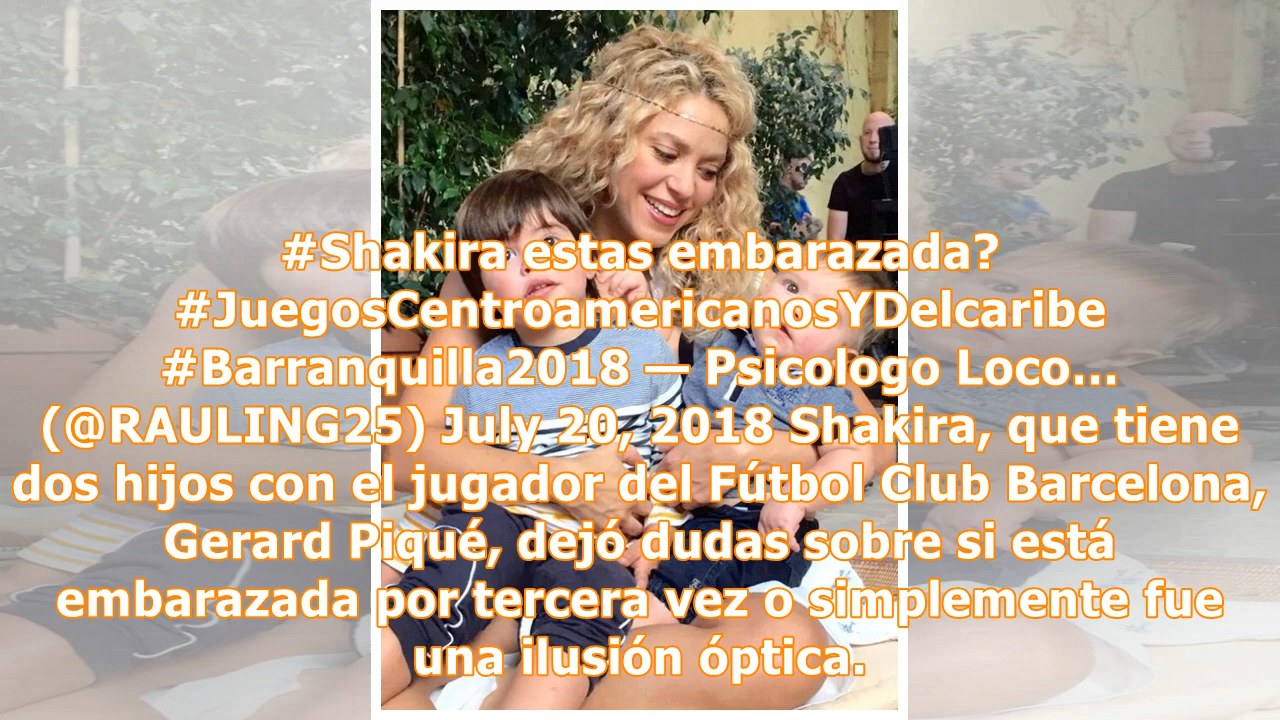 #Shakira estas embarazada?
#JuegosCentroamericanosYDelcaribe
#Barranquilla2018 — Psicologo Loco...
(@RAULING25) July 20, 2018 Shakira, que tiene
dos hijos con el jugador del Fútbol Club Barcelona,
Gerard Piqué, dejó dudas sobre si está
embarazada por tercera vez o simplemente fue
una ilusión óptica.